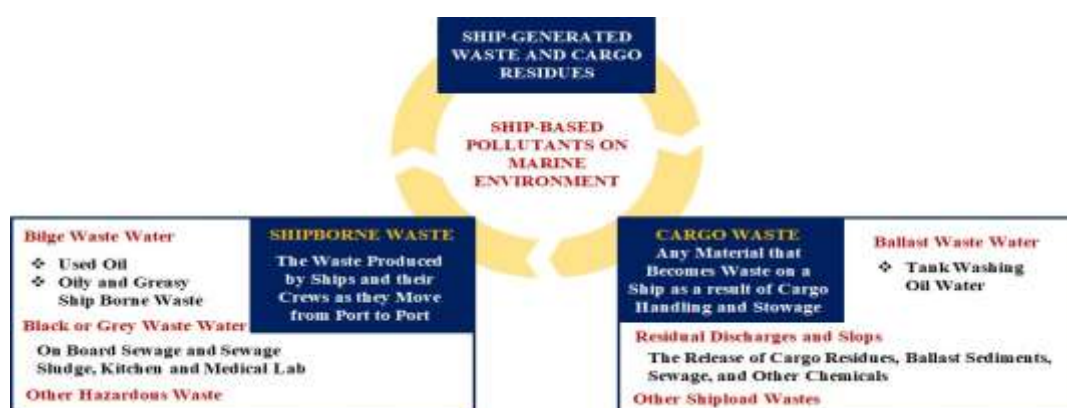 SHIP-GENERATED
WASTE AND CARGO
RESIDUES
SHIP-BASED
POLLUTANTS ON
MARINE
ENVIRONMENT
Bilge Waste Water
❖ Used Oil
❖ Oily and Greasy
Ship Borne Waste
Black or Grey Waste Water
On Board Sewage and Sewage
Sludge, Kitchen and Medical Lab
Other Hazardous Waste
SHIPBORNE WASTE
The Waste Produced
by Ships and their
Crews as they Move
from Port to Port
CARGO WASTE
Any Material that
Becomes Waste on a
Ship as a result of Cargo
Handling and Stowage
Ballast Waste Water
❖ Tank Washing
Oil Water
Residual Discharges and Slops
The Release of Cargo Residues, Ballast Sediments,
Sewage, and Other Chemicals
Other Shipload Wastes